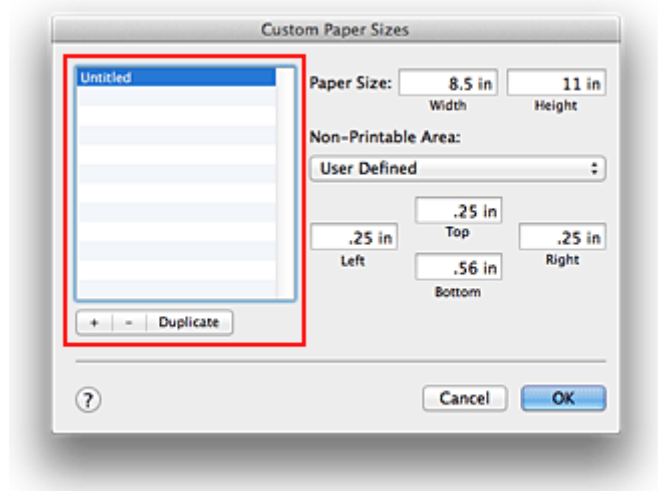 Custom Paper Sizes
Untitled
+ - Duplicate
Paper Size: 8.5 in 11 in
Width Height
Non-Printable Area:
User Defined
.25 in
Top
.25 in .25 in
Left Right
.56 in
Bottom
? Cancel OK